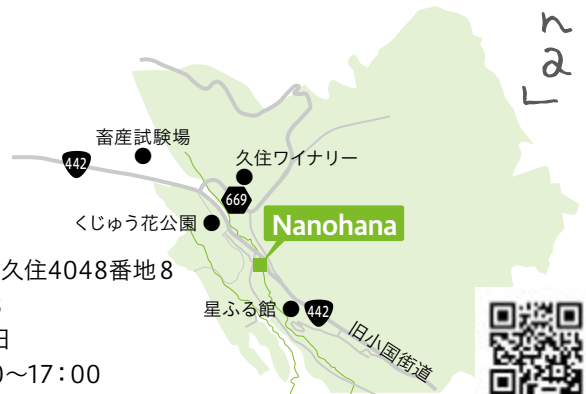 na
」
畜産試験場
442
久住ワイナリー
669
くじゅう花公園
Nanohana
久住4048番地8
星ふる館
442
旧小国街道
日
〜17:00